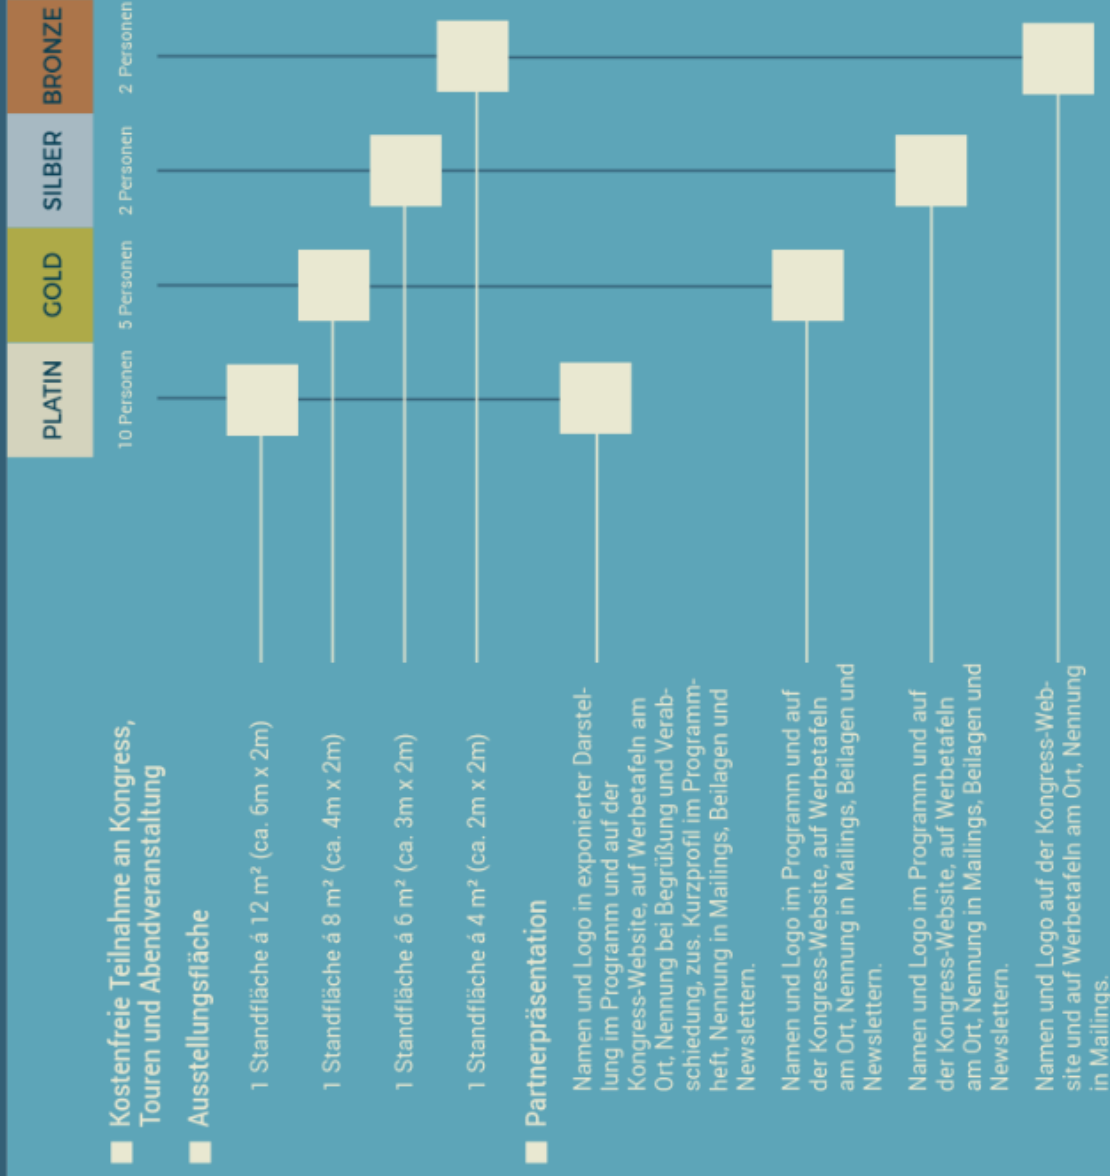 PLATIN GOLD SILBER BRONZE
Kostenfreie Teilnahme an Kongress, 10 Personen 5 Personen 2 Personen 2 Personen
Touren und Abendveranstaltung
Ausstellungsfläche
1 Standfläche á 12 m² (ca. 6m x 2m)
1 Standfläche á 8 m² (ca. 4m x 2m)
1 Standfläche á 6 m² (ca. 3m x 2m)
1 Standfläche á 4 m² (ca. 2m x 2m)
Partnerpräsentation
Namen und Logo in exponierter Darstel-
lung im Programm und auf der
Kongress-Website, auf Werbetafeln am
Ort, Nennung bei Begrüßung und Verab-
schiedung, zus. Kurzprofil im Programm-
heft, Nennung in Mailings, Beilagen und
Newslettern.
Namen und Logo im Programm und auf
der Kongress-Website, auf Werbetafeln
am Ort, Nennung in Mailings, Beilagen und
Newslettern.
Namen und Logo im Programm und auf
der Kongress-Website, auf Werbetafeln
am Ort, Nennung in Mailings, Beilagen und
Newslettern.
Namen und Logo auf der Kongress-Web-
site und auf Werbetafeln am Ort, Nennung
in Mailings.